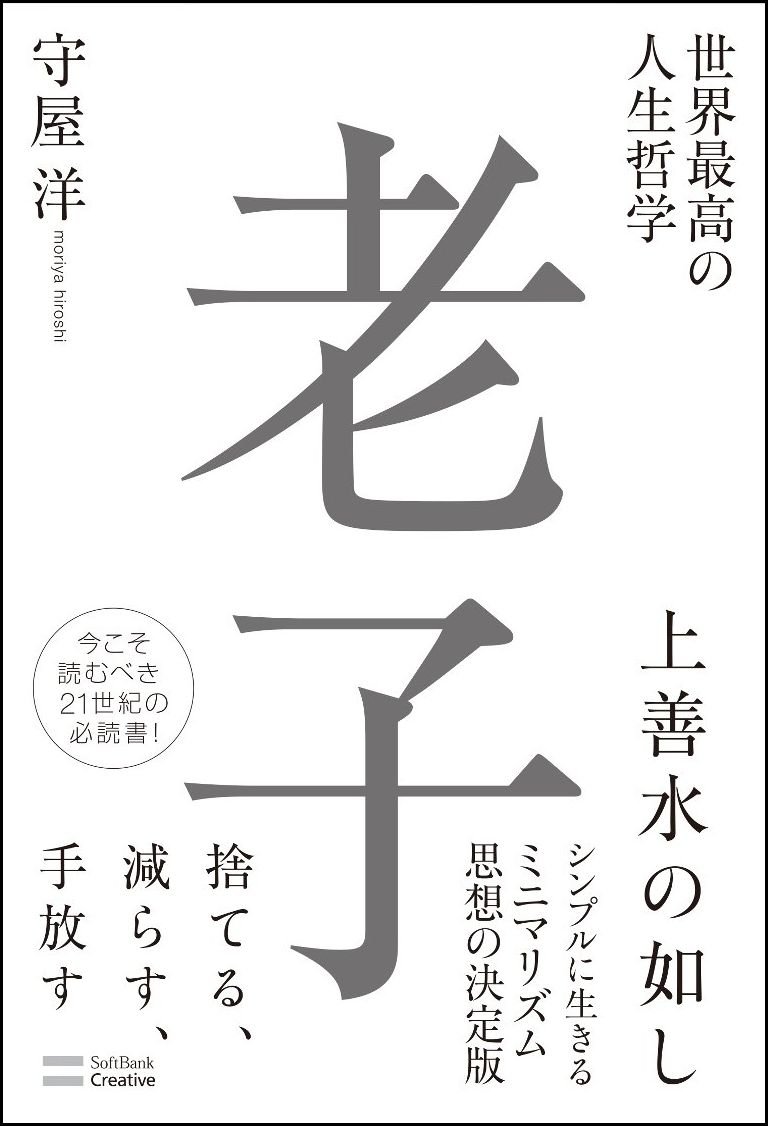 世界最高の
人生哲学
老子
守屋 洋
moriya hiroshi
上善水の如し
シンプルに生きる
ミニマリズム
思想の決定版
今こそ
読むべき
21世紀の
必読書!
捨てる、
減らす、
手放す
SoftBank
Creative